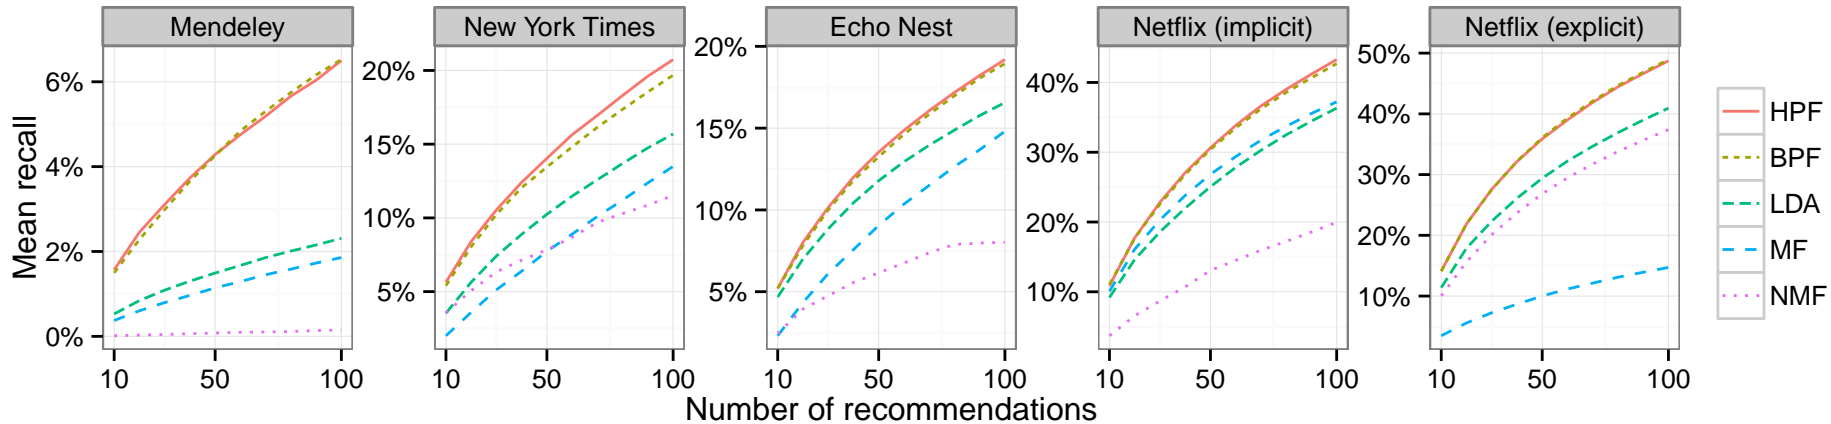 Mendeley
New York Times
Echo Nest
Netflix (implicit)
Netflix (explicit)
Mean recall
6%
4%
2%
0%
10 50 100
20%
15%
10%
5%
10 50 100
20%
15%
10%
5%
10 50 100
40%
30%
20%
10%
10 50 100
50%
40%
30%
20%
10%
10 50 100
Number of recommendations
HPF
BPF
LDA
MF
NMF